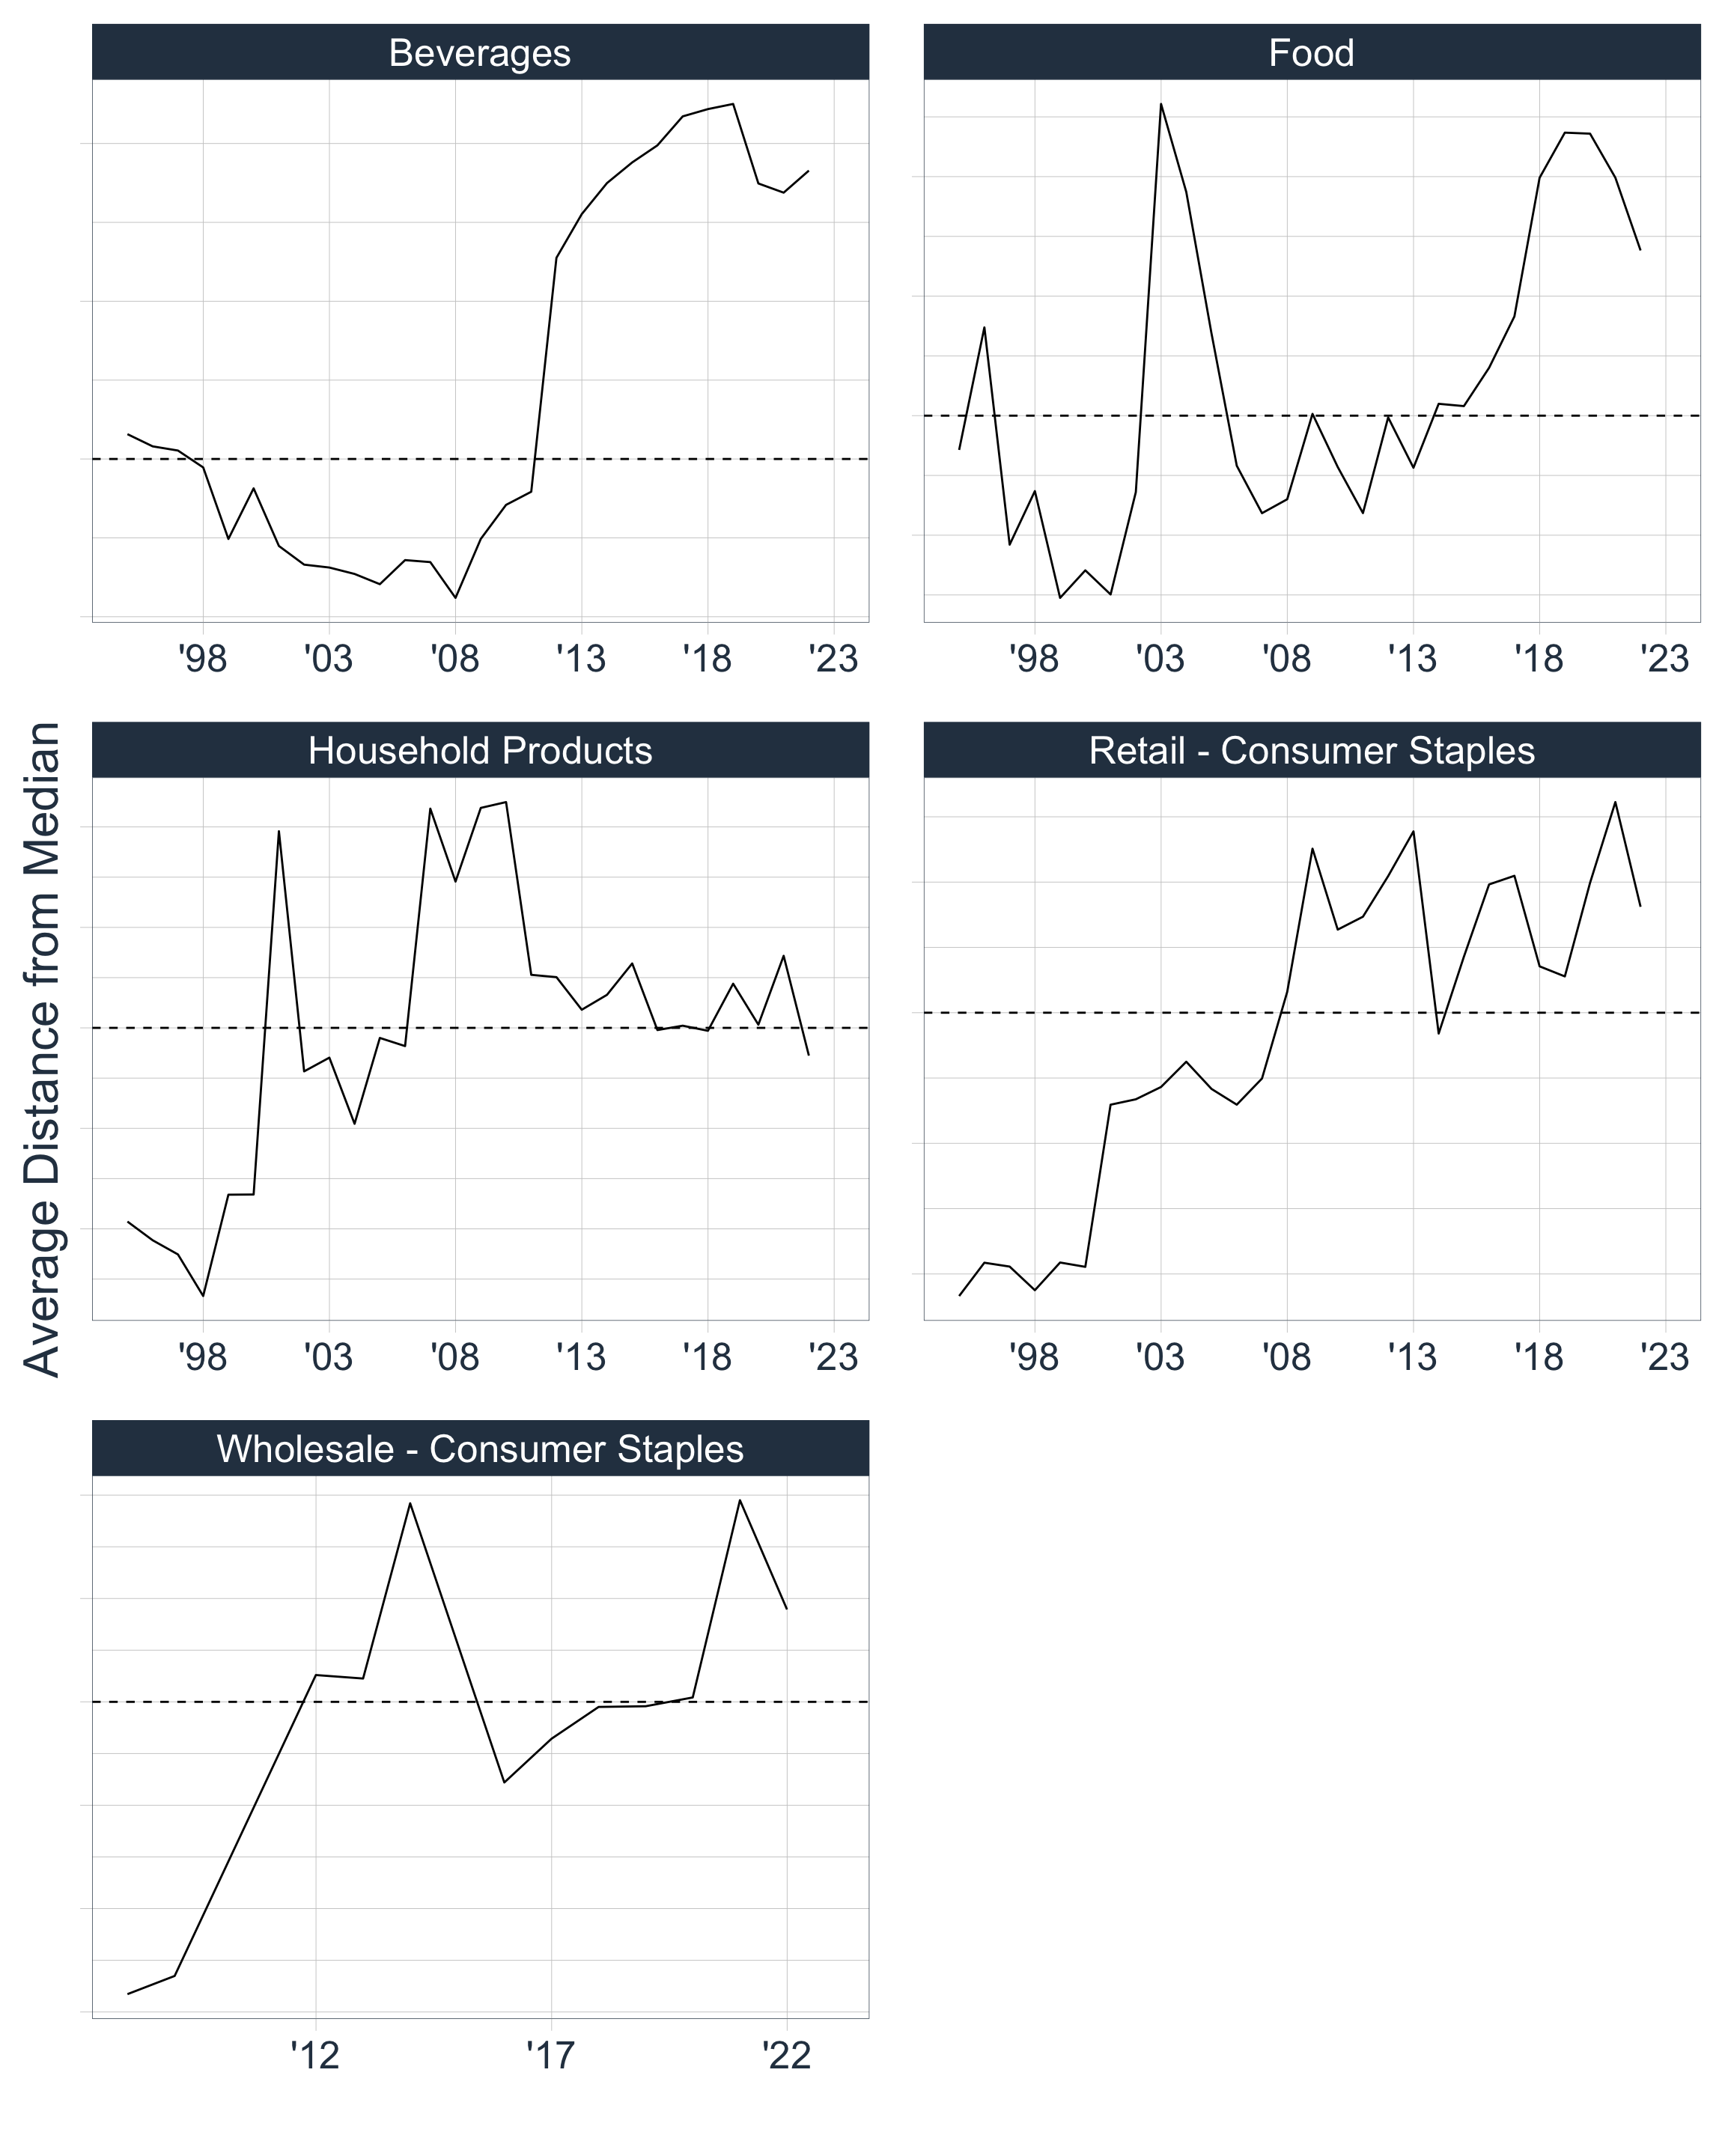 Beverages
Food
'98 '03 '08 '13 '18 '23
'98 '03 '08 '13 '18 '23
Average Distance from Median
Household Products
Retail - Consumer Staples
'98 '03 '08 '13 '18 '23
'98 '03 '08 '13 '18 '23
Wholesale - Consumer Staples
'12 '17 '22